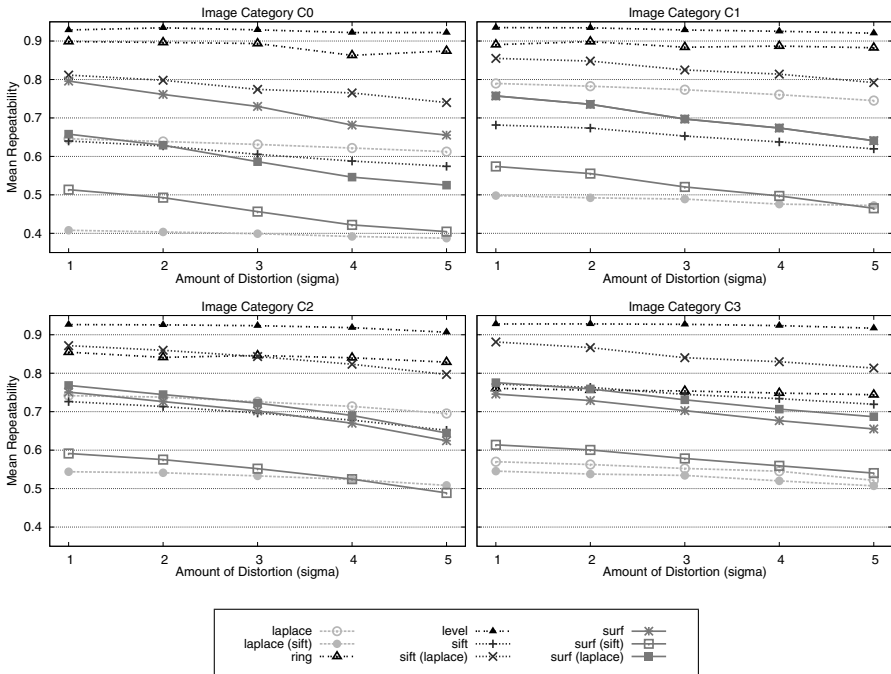 Image Category C0
Mean Repeatability
0.9
0.8
0.7
0.6
0.5
0.4
1 2 3 4 5
Amount of Distortion (sigma)
Image Category C1
1 2 3 4 5
Amount of Distortion (sigma)
Image Category C2
Mean Repeatability
0.9
0.8
0.7
0.6
0.5
0.4
1 2 3 4 5
Amount of Distortion (sigma)
Image Category C3
1 2 3 4 5
Amount of Distortion (sigma)
laplace level surf
laplace (sift) sift surf (sift)
ring sift (laplace) surf (laplace)